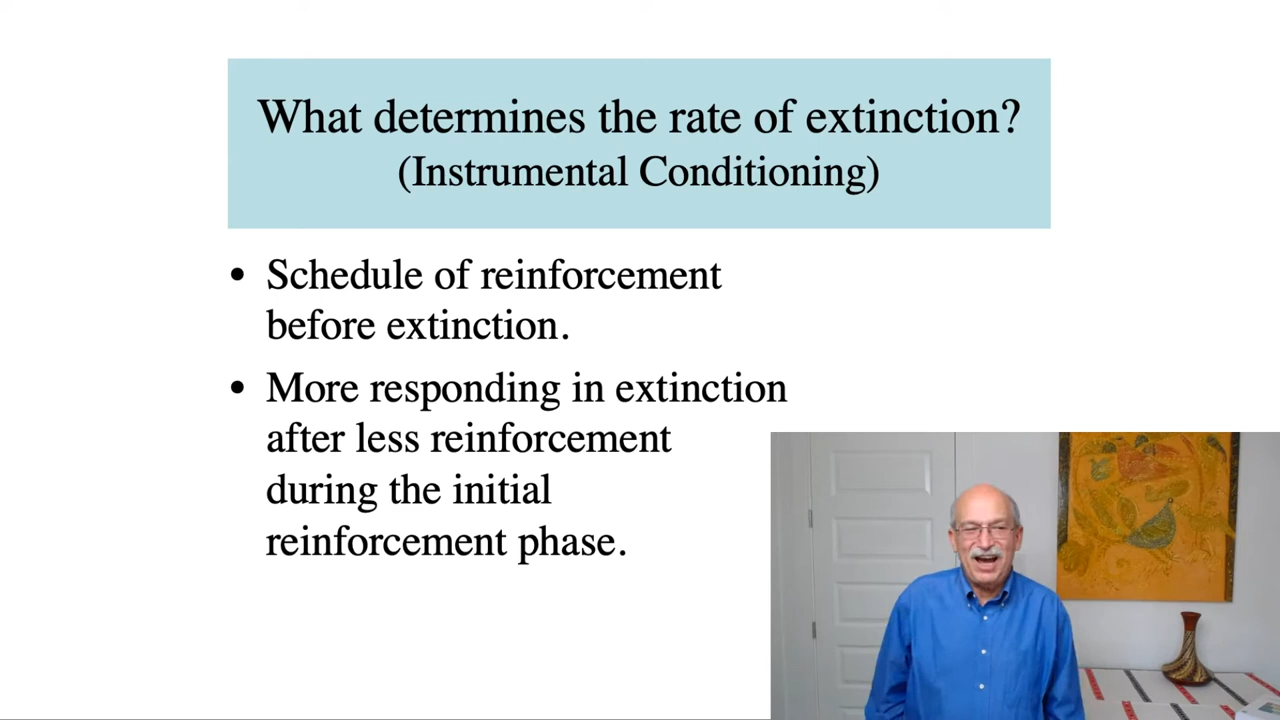 What determines the rate of extinction?
(Instrumental Conditioning)
• Schedule of reinforcement
before extinction.
• More responding in extinction
after less reinforcement
during the initial
reinforcement phase.